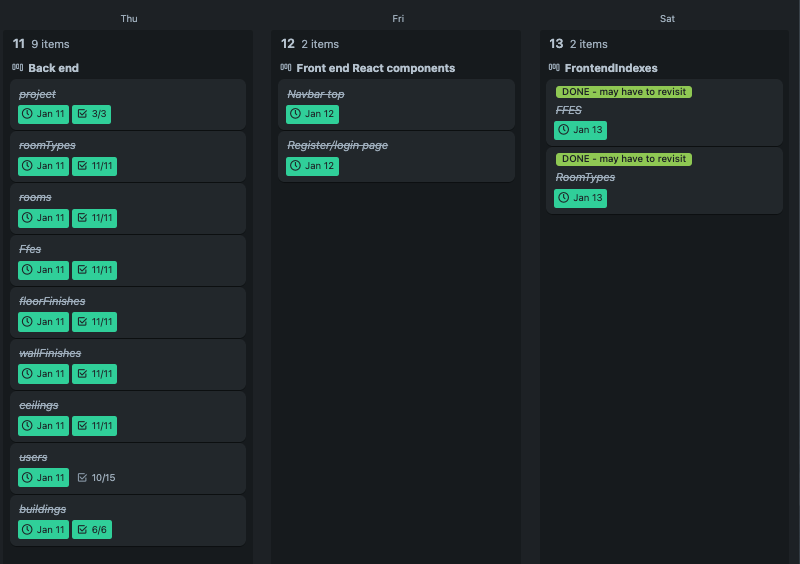 Thu
11 9 items
Back end
project
Jan 11 3/3
roomTypes
Jan 11 11/11
rooms
Jan 11 11/11
Ffes
Jan 11 11/11
floorFinishes
Jan 11 11/11
wallFinishes
Jan 11 11/11
ceilings
Jan 11 11/11
users
Jan 11 10/15
buildings
Jan 11 6/6
Fri
12 2 items
Front end React components
Navbar top
Jan 12
Register/login page
Jan 12
Sat
13 2 items
FrontendIndexes
DONE - may have to revisit
FFES
Jan 13
DONE - may have to revisit
RoomTypes
Jan 13